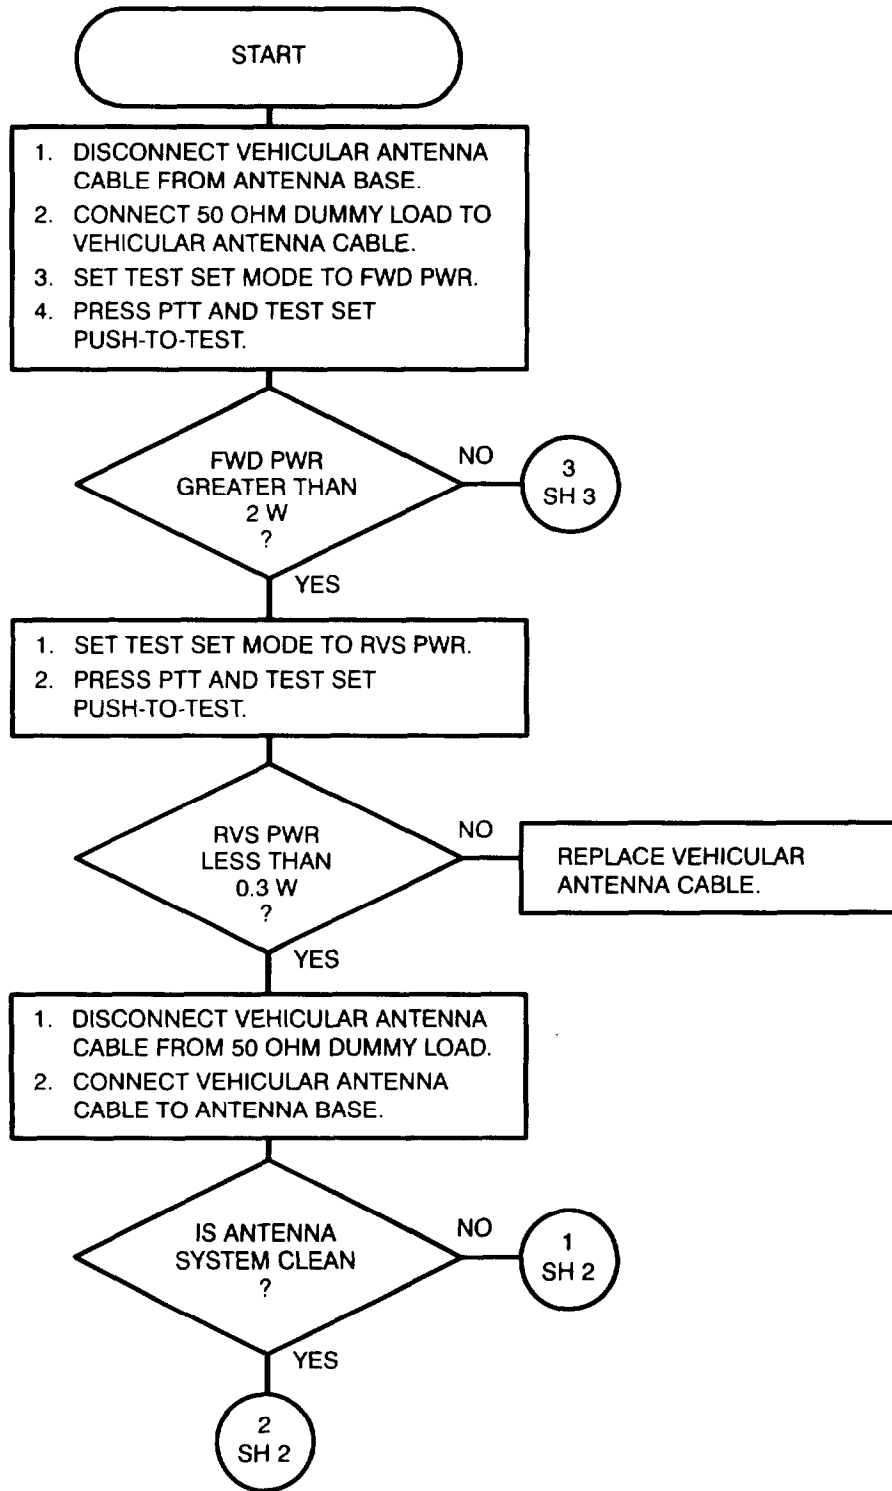 START
1. DISCONNECT VEHICULAR ANTENNA
CABLE FROM ANTENNA BASE.
2. CONNECT 50 OHM DUMMY LOAD TO
VEHICULAR ANTENNA CABLE.
3. SET TEST SET MODE TO FWD PWR.
4. PRESS PTT AND TEST SET
PUSH-TO-TEST.
FWD PWR
GREATER THAN
2 W
?
NO
3
SH 3
YES
1. SET TEST SET MODE TO RVS PWR.
2. PRESS PTT AND TEST SET
PUSH-TO-TEST.
RVS PWR
LESS THAN
0.3 W
?
NO
REPLACE VEHICULAR
ANTENNA CABLE.
YES
1. DISCONNECT VEHICULAR ANTENNA
CABLE FROM 50 OHM DUMMY LOAD.
2. CONNECT VEHICULAR ANTENNA
CABLE TO ANTENNA BASE.
IS ANTENNA
SYSTEM CLEAN
?
NO
1
SH 2
YES
2
SH 2